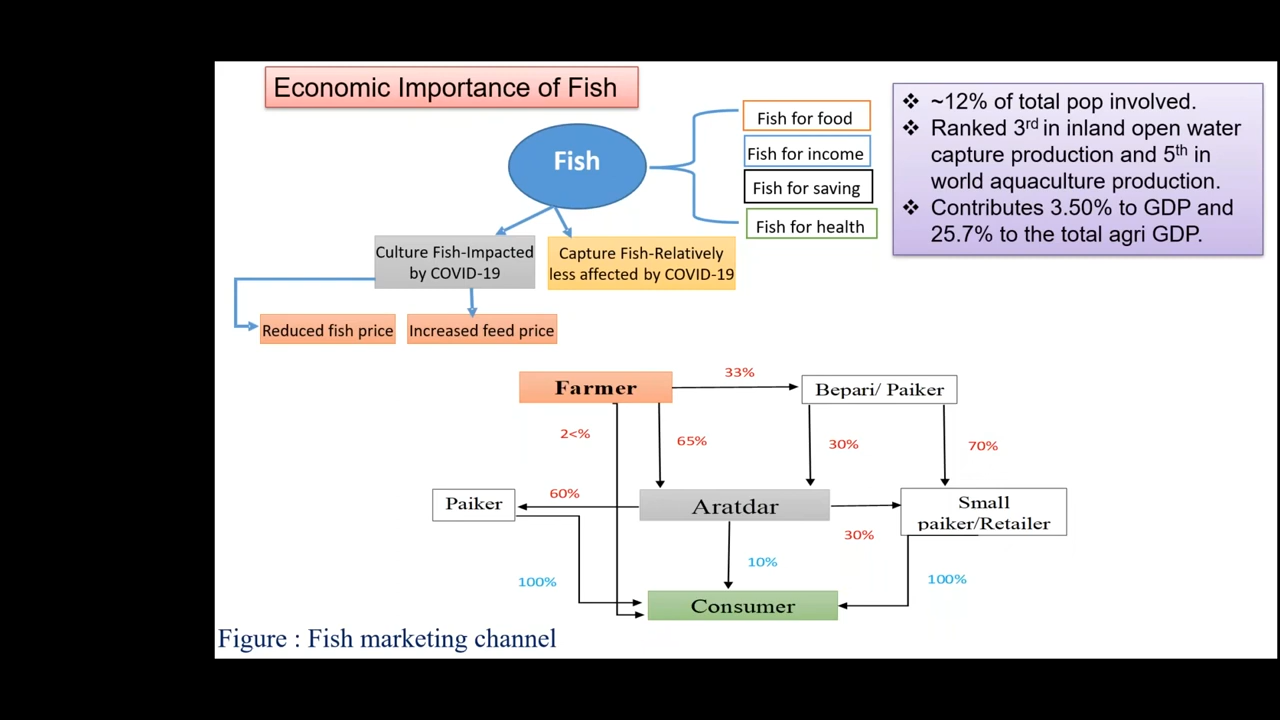 Economic Importance of Fish
Fish
Fish for food
Fish for income
Fish for saving
Fish for health
❖ ~12% of total pop involved.
❖ Ranked 3rd in inland open water
capture production and 5th in
world aquaculture production.
❖ Contributes 3.50% to GDP and
25.7% to the total agri GDP.
Culture Fish-Impacted
by COVID-19
Capture Fish-Relatively
less affected by COVID-19
Reduced fish price
Increased feed price
Farmer
33%
Bepari/ Paiker
2<%
65%
30%
70%
Paiker
60%
Aratdar
30%
Small
paiker/Retailer
100%
10%
100%
Consumer
Figure : Fish marketing channel